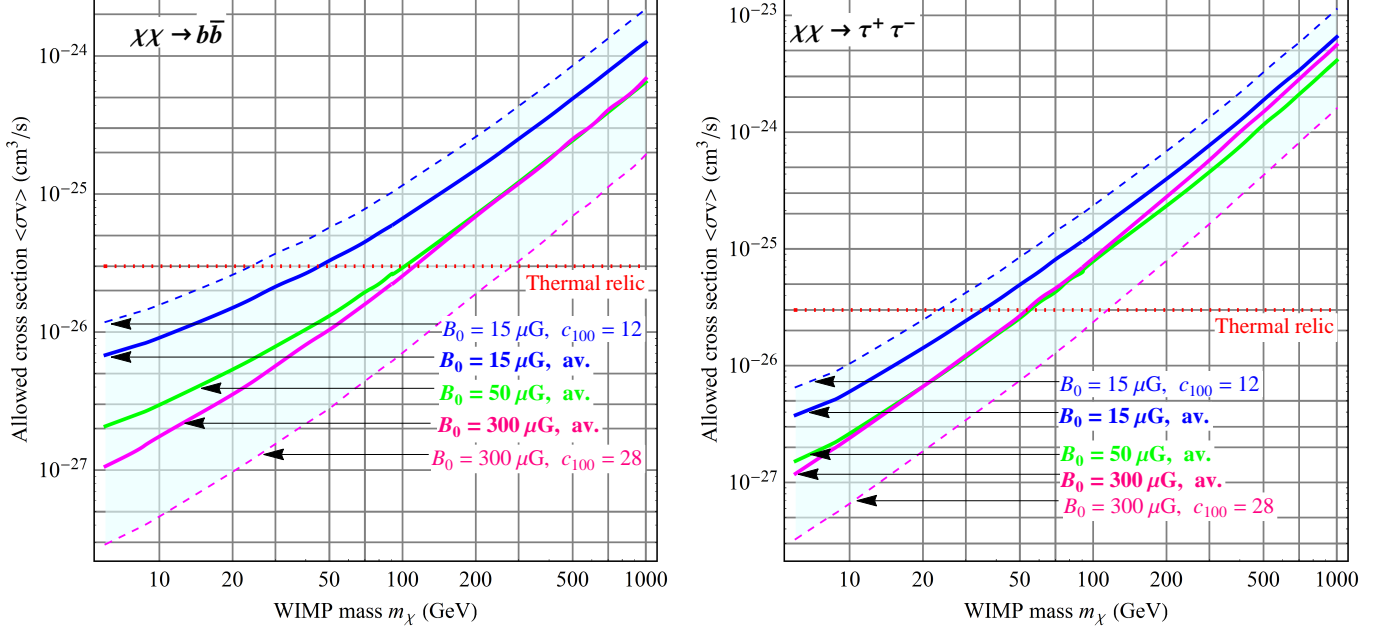 χχ → bb̅
Allowed cross section <σv> (cm³/s)
10⁻²⁴
10⁻²⁵
10⁻²⁶
10⁻²⁷
Thermal relic
B₀ = 15 μG, c₁₀₀ = 12
B₀ = 15 μG, av.
B₀ = 50 μG, av.
B₀ = 300 μG, av.
B₀ = 300 μG, c₁₀₀ = 28
10 20 50 100 200 500 1000
WIMP mass mᵪ (GeV)
χχ → τ⁺ τ⁻
Allowed cross section <σv> (cm³/s)
10⁻²³
10⁻²⁴
10⁻²⁵
10⁻²⁶
10⁻²⁷
Thermal relic
B₀ = 15 μG, c₁₀₀ = 12
B₀ = 15 μG, av.
B₀ = 50 μG, av.
B₀ = 300 μG, av.
B₀ = 300 μG, c₁₀₀ = 28
10 20 50 100 200 500 1000
WIMP mass mᵪ (GeV)